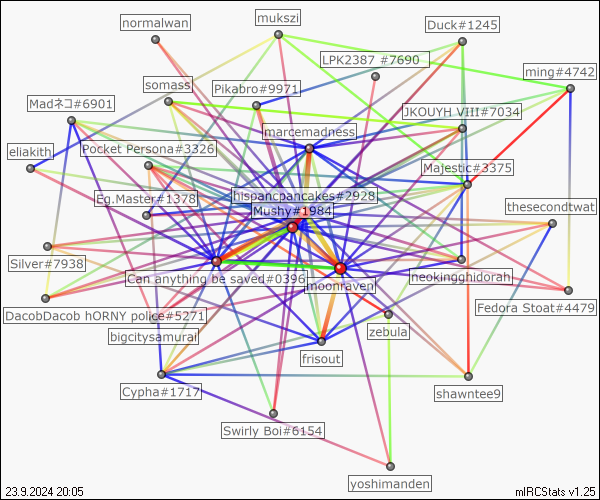 normalwan
mukszi
Duck#1245
LPK2387 #7690
ming#4742
somass
Pikabro#9971
Madネコ#6901
JKOUYH VIII#7034
marcemadness
eliakith
Pocket Persona#3326
Majestic#3375
Eg.Master#1378
hispancpancakes#2928
thesecondtwat
Mushy#1984
Silver#7938
Can anything be saved#0396
neokingghidorah
moonraven
Fedora Stoat#4479
DacobDacob hORNY police#5271
bigcitysamurai
zebula
frisout
Cypha#1717
shawntee9
Swirly Boi#6154
yoshimanden
23.9.2024 20:05
mIRCStats v1.25